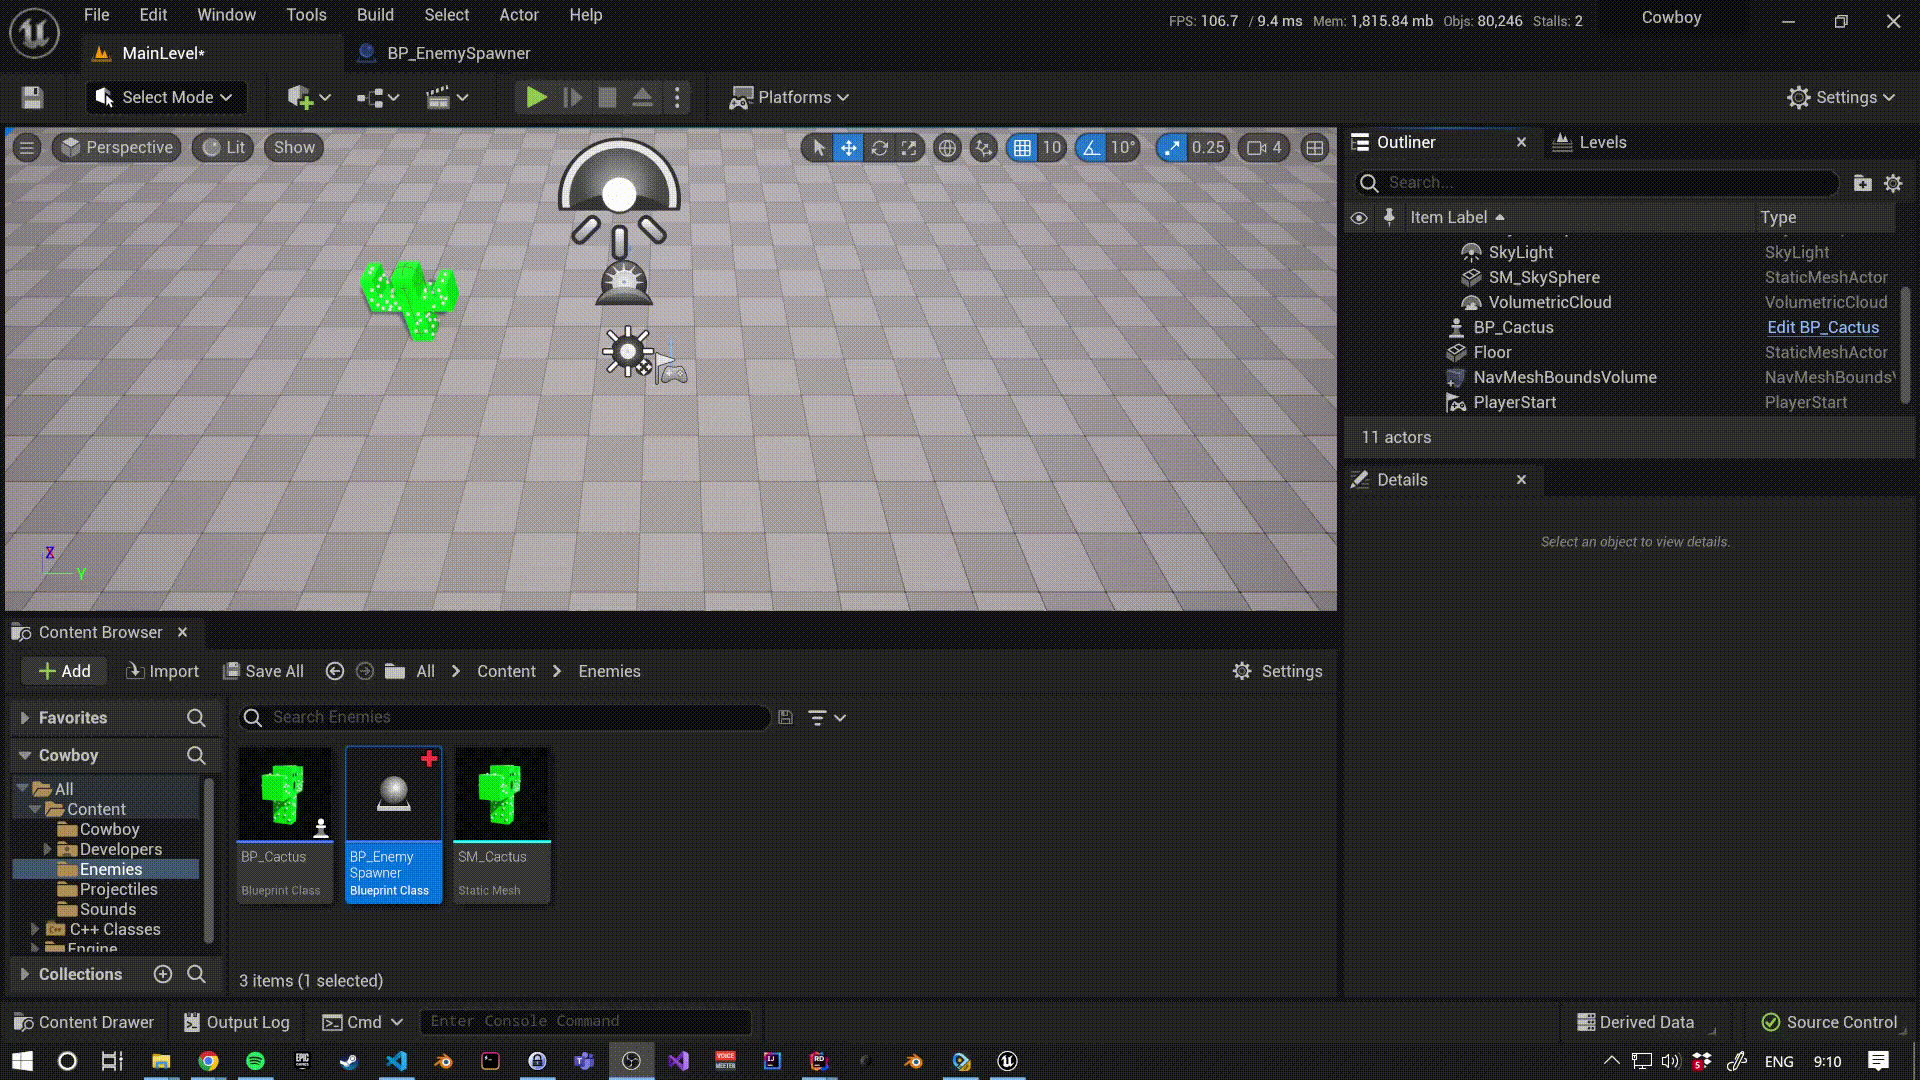 File Edit Window Tools Build Select Actor Help
FPS: 106.7 / 9.4 ms Mem: 1,815.84 mb Objs: 80,246 Stalls: 2
Cowboy
MainLevel*
BP_EnemySpawner
Select Mode
Platforms
Settings
Perspective
Lit
Show
10
10°
0.25
4
Outliner
Levels
Search...
Item Label Type
SkyLight SkyLight
SM_SkySphere StaticMeshActor
VolumetricCloud VolumetricCloud
BP_Cactus Edit BP_Cactus
Floor StaticMeshActor
NavMeshBoundsVolume NavMeshBounds
PlayerStart PlayerStart
11 actors
Details
Select an object to view details.
Z
Y
Content Browser
Add
Import
Save All
All
Content
Enemies
Settings
Favorites
Search Enemies
Cowboy
All
Content
Cowboy
Developers
Enemies
Projectiles
Sounds
C++ Classes
Engine
Collections
BP_Cactus
Blueprint Class
BP_Enemy
Spawner
Blueprint Class
SM_Cactus
Static Mesh
3 items (1 selected)
Content Drawer
Output Log
Cmd
Enter Console Command
Derived Data
Source Control
ENG
9:10